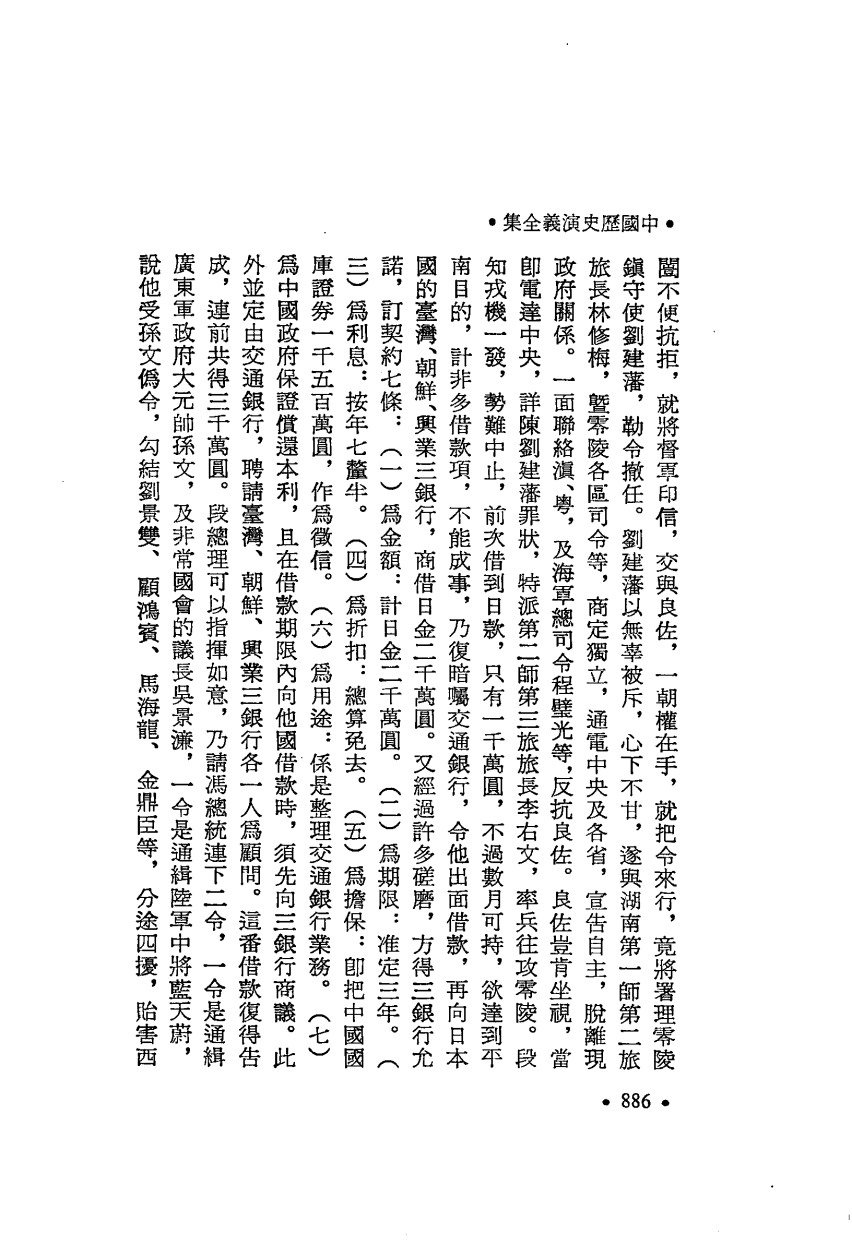 •中國歷史演義全集•
闓不便抗拒，就將督軍印信，交與良佐，一朝權在手，就把令來行，竟將署理零陵
鎮守使劉建藩，勒令撤任。劉建藩以無辜被斥，心下不甘，遂與湖南第一師第二旅
旅長林修梅，暨零陵各區司令等，商定獨立，通電中央及各省，宣告自主，脫離現
政府關係。一面聯絡滇、粵，及海軍總司令程璧光等，反抗良佐。良佐豈肯坐視，當
即電達中央，詳陳劉建藩罪狀，特派第二師第三旅旅長李右文，率兵往攻零陵。段
知戎機一發，勢難中止，前次借到日款，只有一千萬圓，不過數月可持，欲達到平
南目的，計非多借款項，不能成事，乃復暗囑交通銀行，令他出面借款，再向日本
國的臺灣、朝鮮、興業三銀行，商借日金二千萬圓。又經過許多磋磨，方得三銀行允
諾，訂契約七條：（一）為金額：計日金二千萬圓。（二）為期限：准定三年。（
三）為利息：按年七釐半。（四）為折扣：總算免去。（五）為擔保：即把中國國
庫證券一千五百萬圓，作為徵信。（六）為用途：係是整理交通銀行業務。（七）
為中國政府保證償還本利，且在借款期限內向他國借款時，須先向三銀行商議。此
外並定由交通銀行，聘請臺灣、朝鮮、興業三銀行各一人為顧問。這番借款復得告
成，連前共得三千萬圓。段總理可以指揮如意，乃請馮總統連下二令，一令是通緝
廣東軍政府大元帥孫文，及非常國會的議長吳景濂，一令是通緝陸軍中將藍天蔚，
說他受孫文偽令，勾結劉景雙、顧鴻賓、馬海龍、金鼎臣等，分途四擾，貽害西
•886•